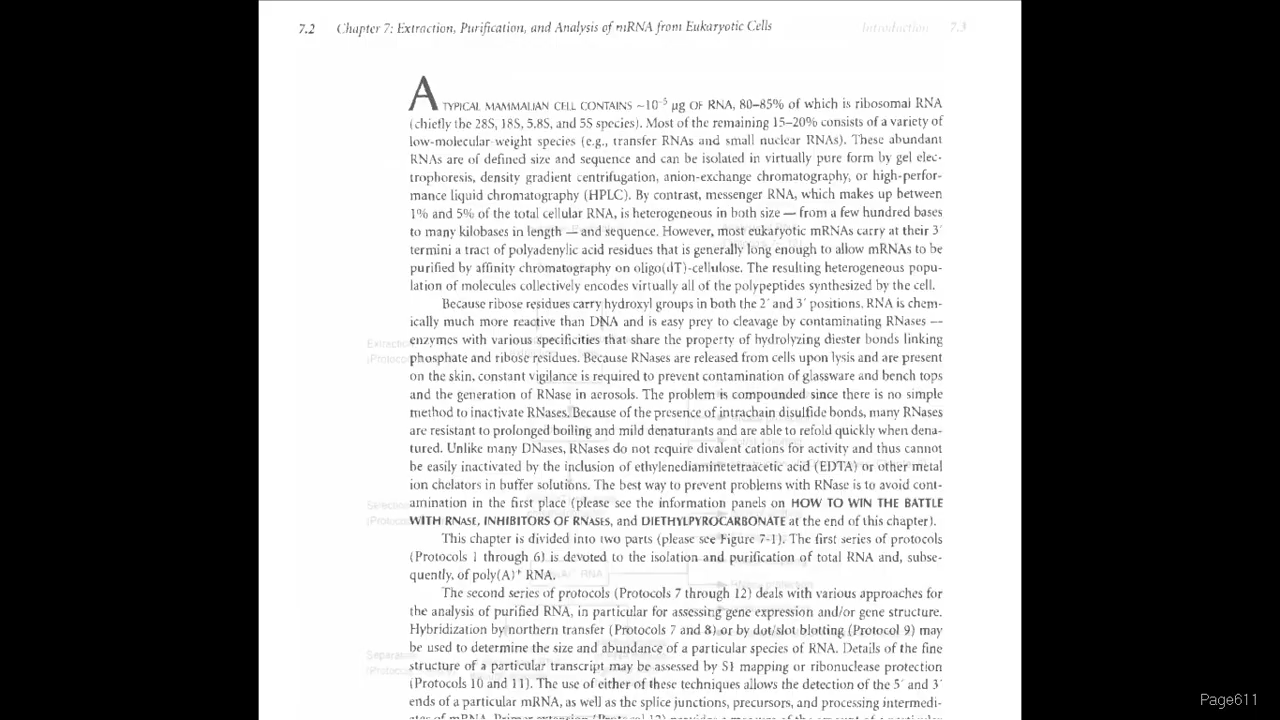 7.2 Chapter 7: Extraction, Purification, and Analysis of mRNA from Eukaryotic Cells
Introduction 7.3
A TYPICAL MAMMALIAN CELL CONTAINS ~10⁻⁵ µg OF RNA, 80–85% of which is ribosomal RNA
(chiefly the 28S, 18S, 5.8S, and 5S species). Most of the remaining 15–20% consists of a variety of
low-molecular-weight species (e.g., transfer RNAs and small nuclear RNAs). These abundant
RNAs are of defined size and sequence and can be isolated in virtually pure form by gel elec-
trophoresis, density gradient centrifugation, anion-exchange chromatography, or high-perfor-
mance liquid chromatography (HPLC). By contrast, messenger RNA, which makes up between
1% and 5% of the total cellular RNA, is heterogeneous in both size — from a few hundred bases
to many kilobases in length — and sequence. However, most eukaryotic mRNAs carry at their 3′
termini a tract of polyadenylic acid residues that is generally long enough to allow mRNAs to be
purified by affinity chromatography on oligo(dT)-cellulose. The resulting heterogeneous popu-
lation of molecules collectively encodes virtually all of the polypeptides synthesized by the cell.
Because ribose residues carry hydroxyl groups in both the 2′ and 3′ positions, RNA is chem-
ically much more reactive than DNA and is easy prey to cleavage by contaminating RNases —
enzymes with various specificities that share the property of hydrolyzing diester bonds linking
phosphate and ribose residues. Because RNases are released from cells upon lysis and are present
on the skin, constant vigilance is required to prevent contamination of glassware and bench tops
and the generation of RNase in aerosols. The problem is compounded since there is no simple
method to inactivate RNases. Because of the presence of intrachain disulfide bonds, many RNases
are resistant to prolonged boiling and mild denaturants and are able to refold quickly when dena-
tured. Unlike many DNases, RNases do not require divalent cations for activity and thus cannot
be easily inactivated by the inclusion of ethylenediaminetetracetic acid (EDTA) or other metal
ion chelators in buffer solutions. The best way to prevent problems with RNase is to avoid cont-
amination in the first place (please see the information panels on HOW TO WIN THE BATTLE
WITH RNASE, INHIBITORS OF RNASES, and DIETHYLPYROCARBONATE at the end of this chapter).
This chapter is divided into two parts (please see Figure 7-1). The first series of protocols
(Protocols 1 through 6) is devoted to the isolation and purification of total RNA and, subse-
quently, of poly(A)⁺ RNA.
The second series of protocols (Protocols 7 through 12) deals with various approaches for
the analysis of purified RNA, in particular for assessing gene expression and/or gene structure.
Hybridization by northern transfer (Protocols 7 and 8) or by dot/slot blotting (Protocol 9) may
be used to determine the size and abundance of a particular species of RNA. Details of the fine
structure of a particular transcript may be assessed by S1 mapping or ribonuclease protection
(Protocols 10 and 11). The use of either of these techniques allows the detection of the 5′ and 3′
ends of a particular mRNA, as well as the splice junctions, precursors, and processing intermedi-
ates of mRNA. Primer extension (Protocol 12) provides a measure of the amount of a particular
Page611